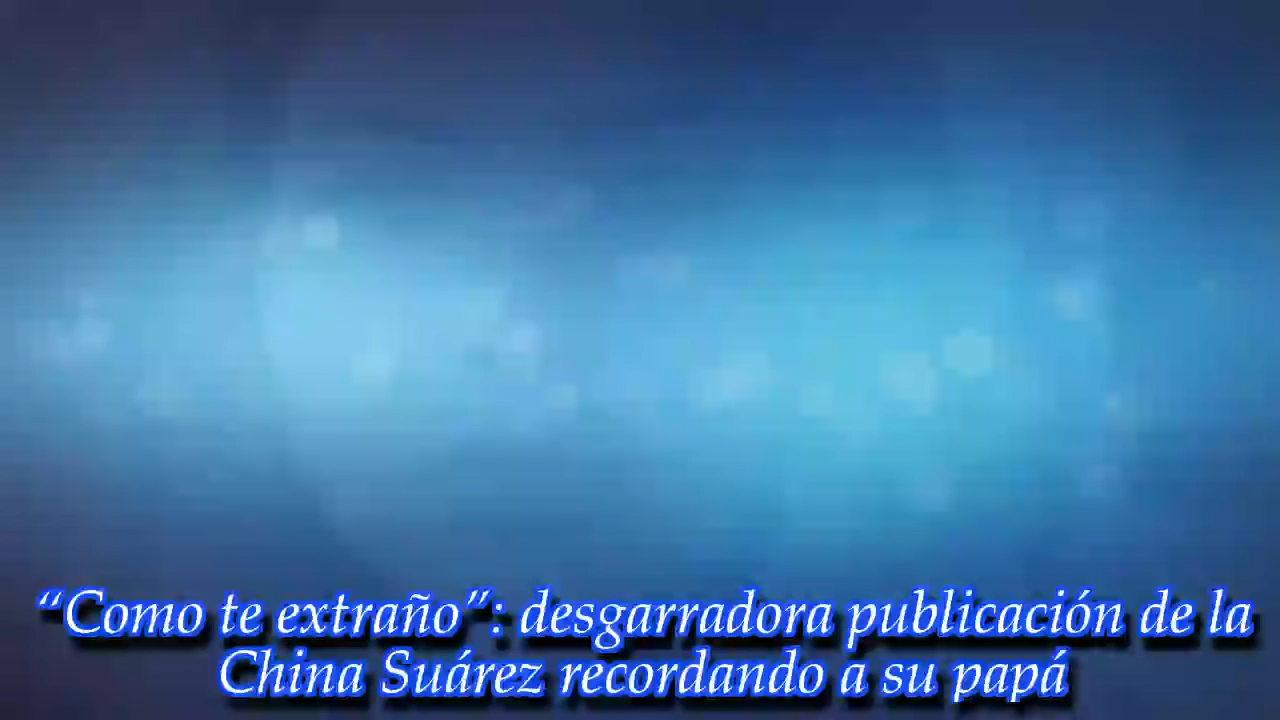 “Como te extraño”: desgarradora publicación de la
China Suárez recordando a su papá